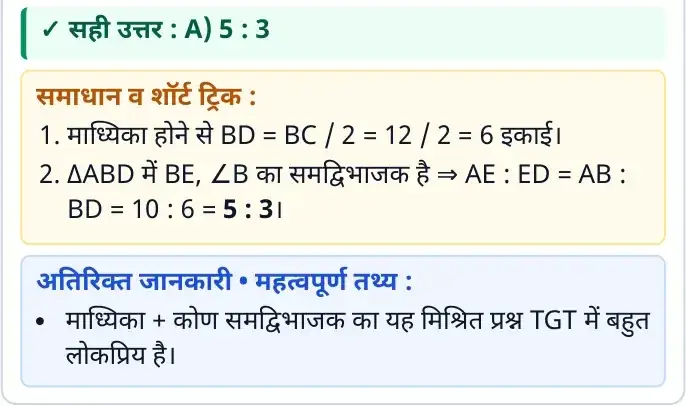 ✓ सही उत्तर : A) 5 : 3
समाधान व शॉर्ट ट्रिक :
1. माध्यिका होने से BD = BC / 2 = 12 / 2 = 6 इकाई।
2. ΔABD में BE, ∠B का समद्विभाजक है ⇒ AE : ED = AB :
BD = 10 : 6 = 5 : 3।
अतिरिक्त जानकारी • महत्वपूर्ण तथ्य :
• माध्यिका + कोण समद्विभाजक का यह मिश्रित प्रश्न TGT में बहुत
लोकप्रिय है।